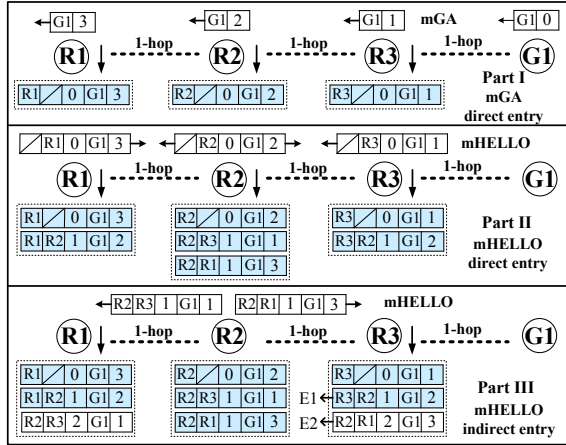 G1 3 G1 2 G1 1 mGA G1 0
R1 1-hop R2 1-hop R3 1-hop G1
R1 0 G1 3 R2 0 G1 2 R3 0 G1 1
Part I
mGA
direct entry
R1 0 G1 3 R2 0 G1 2 R3 0 G1 1 mHELLO
R1 1-hop R2 1-hop R3 1-hop G1
R1 0 G1 3 R2 0 G1 2 R3 0 G1 1
R1 R2 1 G1 2 R2 R3 1 G1 1 R3 R2 1 G1 2
R2 R1 1 G1 3
Part II
mHELLO
direct entry
R2 R3 1 G1 1 R2 R1 1 G1 3 mHELLO
R1 1-hop R2 1-hop R3 1-hop G1
R1 0 G1 3 R2 0 G1 2 R3 0 G1 1
R1 R2 1 G1 2 R2 R3 1 G1 1 E1 R3 R2 1 G1 2
R2 R3 2 G1 1 R2 R1 1 G1 3 E2 R2 R1 2 G1 3
Part III
mHELLO
indirect entry